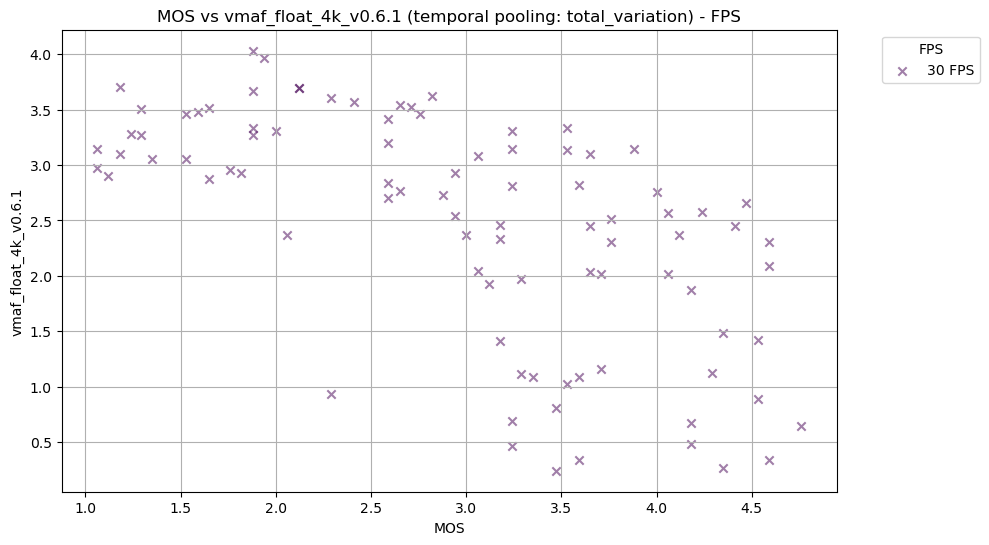 MOS vs vmaf_float_4k_v0.6.1 (temporal pooling: total_variation) - FPS
FPS
30 FPS
4.0
3.5
3.0
2.5
2.0
1.5
1.0
0.5
vmaf_float_4k_v0.6.1
1.0 1.5 2.0 2.5 3.0 3.5 4.0 4.5
MOS